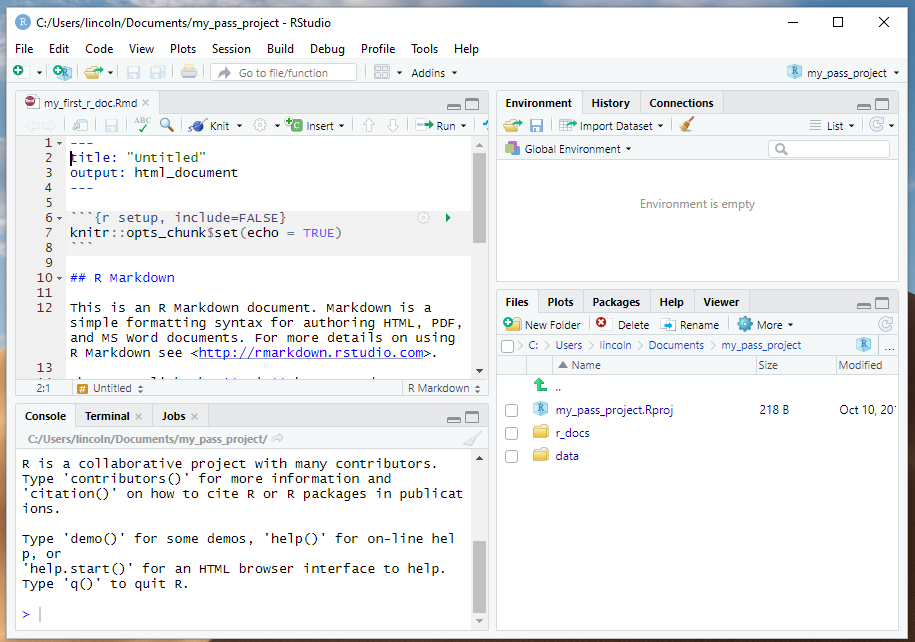 C:/Users/lincoln/Documents/my_pass_project - RStudio
File Edit Code View Plots Session Build Debug Profile Tools Help
Go to file/function Addins my_pass_project
my_first_r_doc.Rmd
ABC Knit Insert Run
1 ---
2 title: "Untitled"
3 output: html_document
4 ---
5
6 ```{r setup, include=FALSE}
7 knitr::opts_chunk$set(echo = TRUE)
8 ```
9
10 ## R Markdown
11
12 This is an R Markdown document. Markdown is a
simple formatting syntax for authoring HTML, PDF,
and MS Word documents. For more details on using
R Markdown see <http://rmarkdown.rstudio.com>.
13
2:1 # Untitled R Markdown
Console Terminal Jobs
C:/Users/lincoln/Documents/my_pass_project/
R is a collaborative project with many contributors.
Type 'contributors()' for more information and
'citation()' on how to cite R or R packages in publicat
ions.
Type 'demo()' for some demos, 'help()' for on-line hel
p, or
'help.start()' for an HTML browser interface to help.
Type 'q()' to quit R.
>
Environment History Connections
Import Dataset List
Global Environment
Environment is empty
Files Plots Packages Help Viewer
New Folder Delete Rename More
C: Users lincoln Documents my_pass_project ...
Name Size Modified
..
my_pass_project.Rproj 218 B Oct 10, 201
r_docs
data